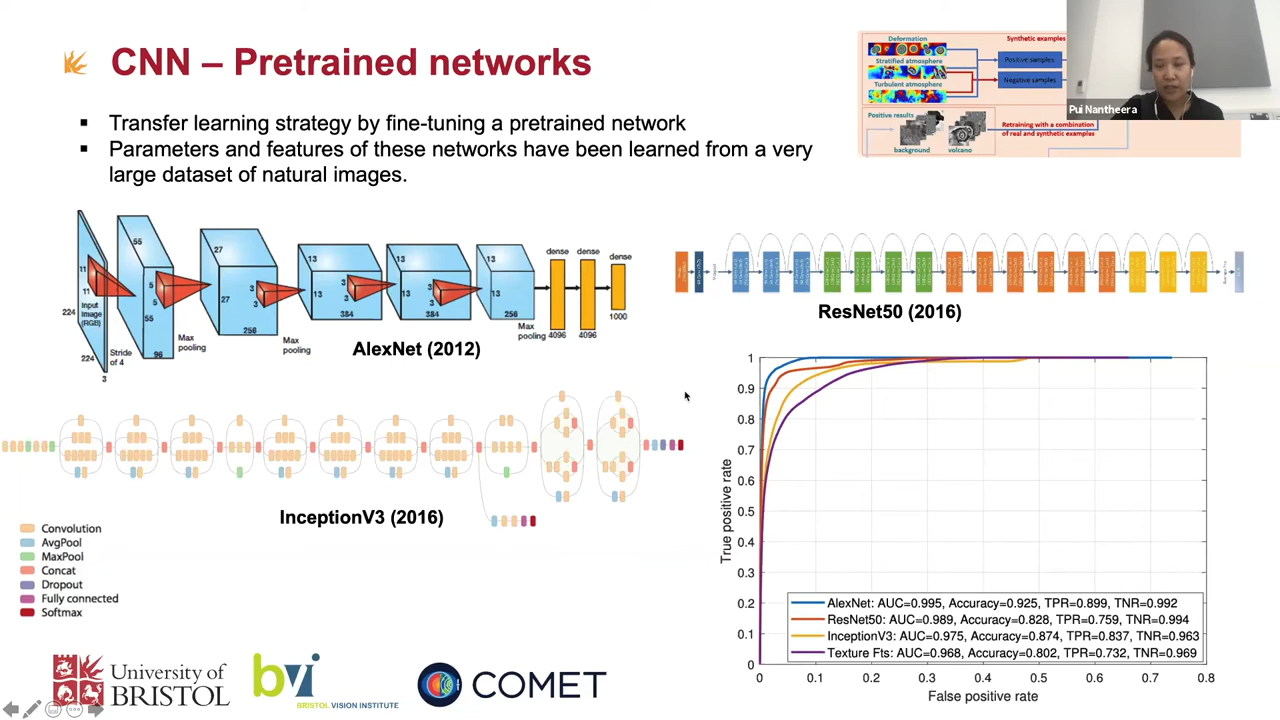 CNN – Pretrained networks
Transfer learning strategy by fine-tuning a pretrained network
Parameters and features of these networks have been learned from a very
large dataset of natural images.
Deformation
Stratified atmosphere
Turbulent atmosphere
Synthetic examples
Positive samples
Negative samples
Positive results
background
volcano
Retraining with a combination
of real and synthetic examples
Pui Nantheera
55
27
13
13
13
dense
dense
dense
11
11
5
5
3
3
3
3
3
3
27
13
13
13
Input
image
(RGB)
55
224
384
384
256
1000
256
Max
pooling
4096
4096
Max
pooling
Max
pooling
96
Stride
of 4
224
3
AlexNet (2012)
ResNet50 (2016)
InceptionV3 (2016)
Convolution
AvgPool
MaxPool
Concat
Dropout
Fully connected
Softmax
True positive rate
1
0.9
0.8
0.7
0.6
0.5
0.4
0.3
0.2
0.1
0
AlexNet: AUC=0.995, Accuracy=0.925, TPR=0.899, TNR=0.992
ResNet50: AUC=0.989, Accuracy=0.828, TPR=0.759, TNR=0.994
InceptionV3: AUC=0.975, Accuracy=0.874, TPR=0.837, TNR=0.963
Texture Fts: AUC=0.968, Accuracy=0.802, TPR=0.732, TNR=0.969
0 0.1 0.2 0.3 0.4 0.5 0.6 0.7 0.8
False positive rate
University of
BRISTOL
bvi
BRISTOL VISION INSTITUTE
COMET